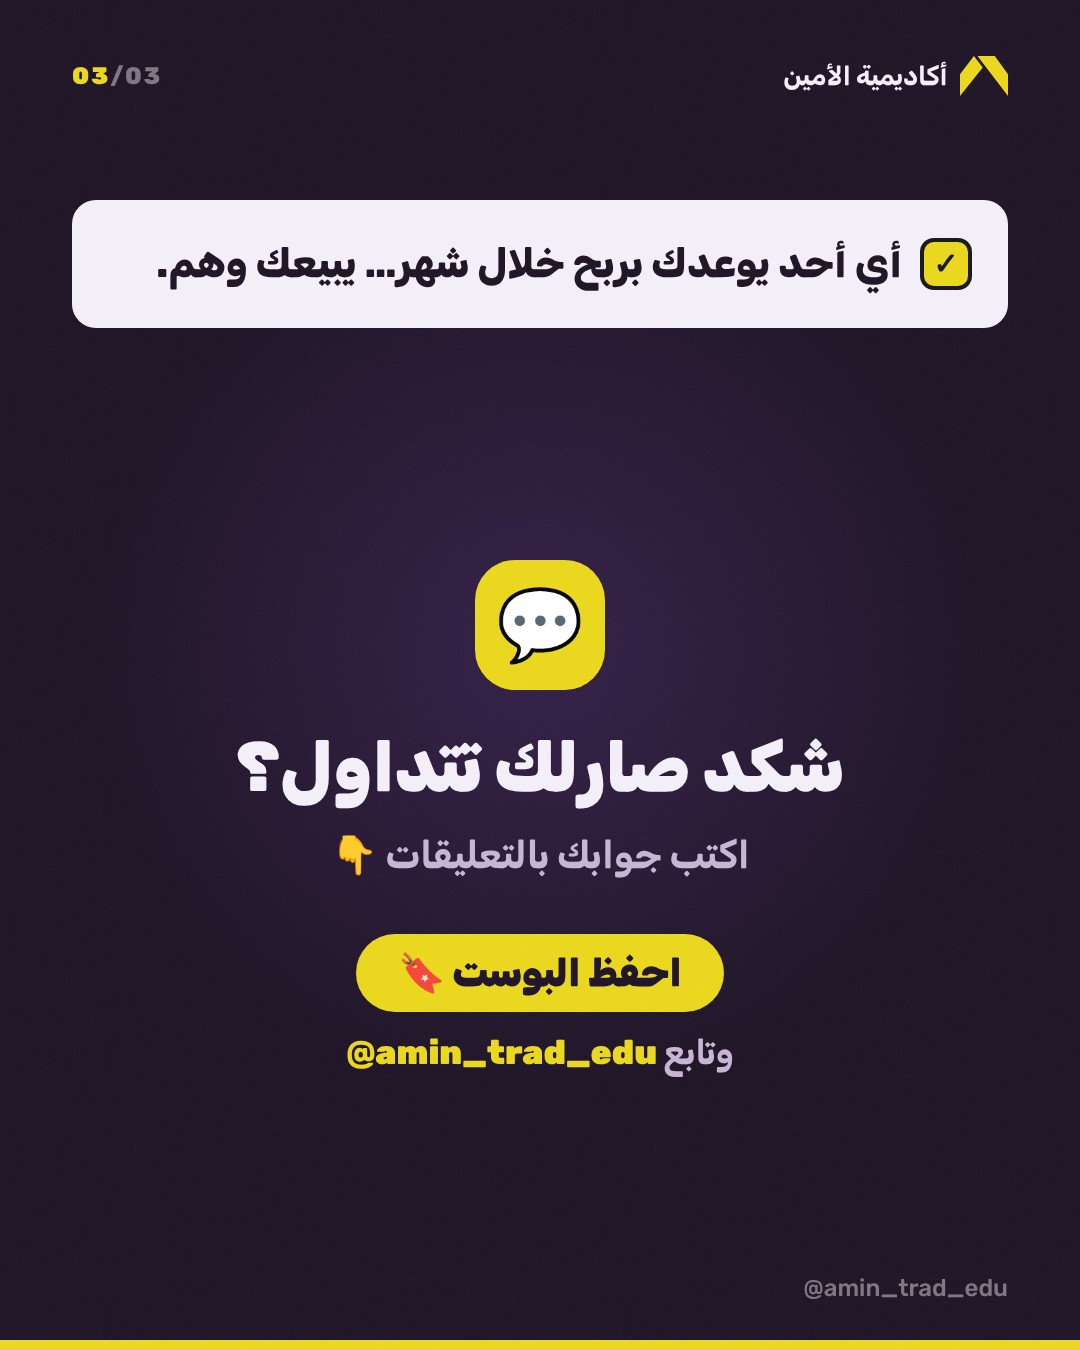 أكاديمية الأمين
03/03
✓ أي أحد يوعدك بربح خلال شهر... يبيعك وهم.
💬
شكد صارلك تتداول؟
اكتب جوابك بالتعليقات 👇
احفظ البوست 🔖
وتابع @amin_trad_edu
@amin_trad_edu